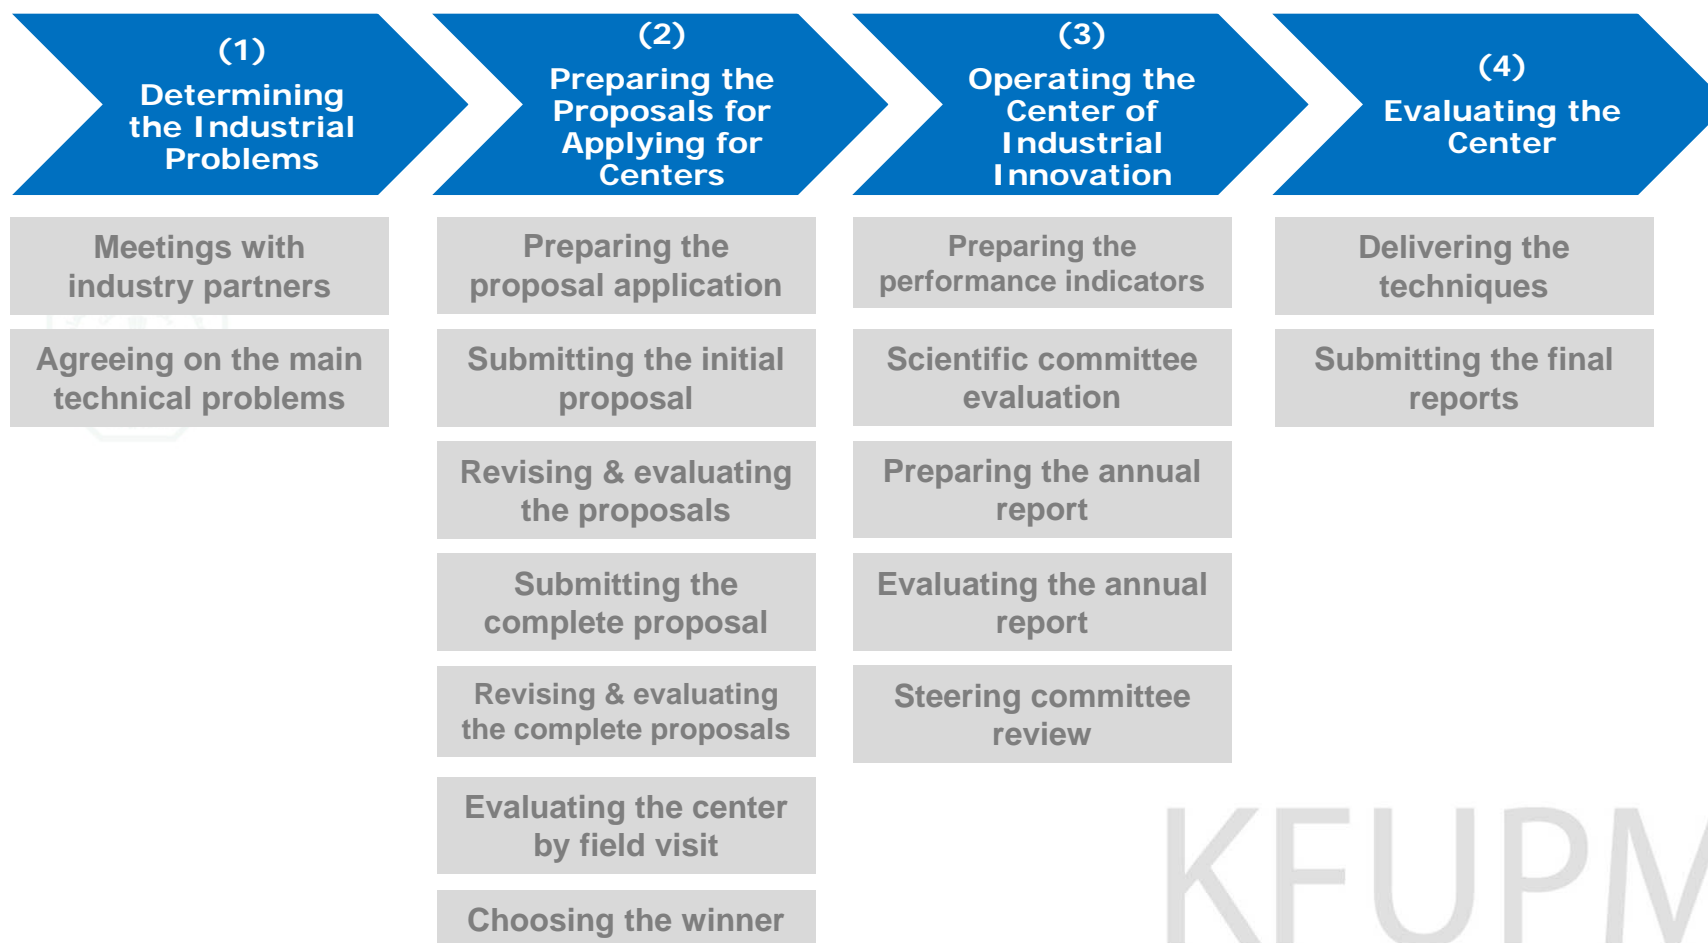 (1)
Determining
the Industrial
Problems
Meetings with
industry partners
Agreeing on the main
technical problems
(2)
Preparing the
Proposals for
Applying for
Centers
Preparing the
proposal application
Submitting the initial
proposal
Revising & evaluating
the proposals
Submitting the
complete proposal
Revising & evaluating
the complete proposals
Evaluating the center
by field visit
Choosing the winner
(3)
Operating the
Center of
Industrial
Innovation
Preparing the
performance indicators
Scientific committee
evaluation
Preparing the annual
report
Evaluating the annual
report
Steering committee
review
(4)
Evaluating the
Center
Delivering the
techniques
Submitting the final
reports
KFUPM